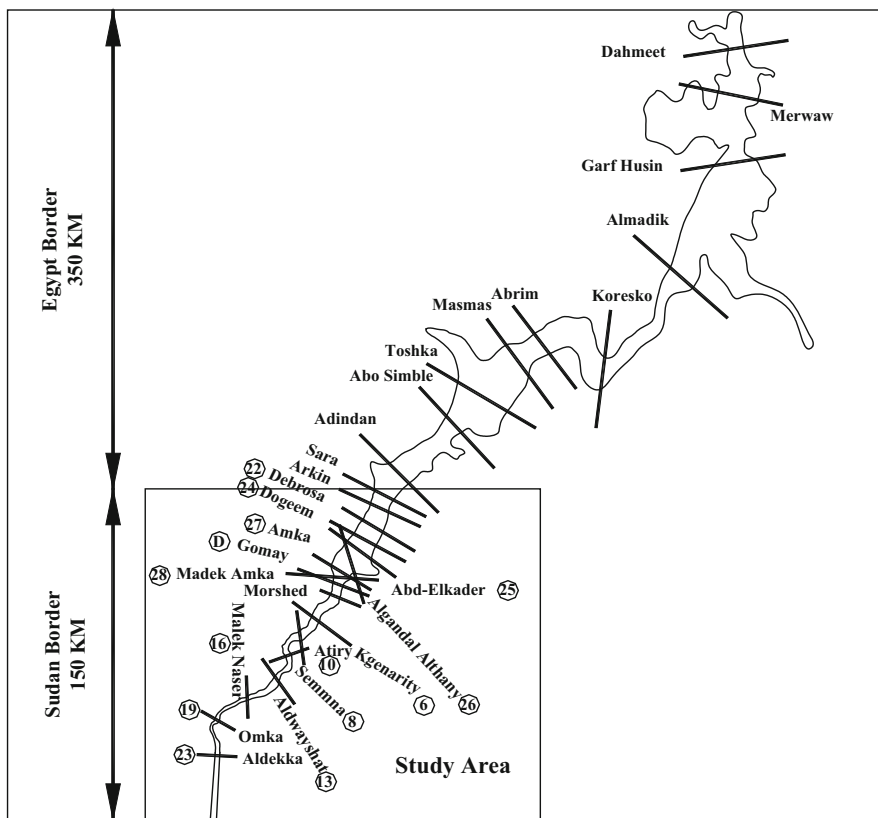 Dahmeet
Merwaw
Garf Husin
Almadik
Egypt Border
350 KM
Koresko
Abrim
Masmas
Toshka
Abo Simble
Adindan
Sara
Arkin
22 Debrosa
24 Dogeem
27 Amka
D Gomay
28 Madek Amka
Abd-Elkader 25
Morshed
Algandal Althany 26
Malek Naser 16
Atiry 10
Kgenarity 6
Semmna 8
Aldwayshat 13
19 Omka
23 Aldekka
Study Area
Sudan Border
150 KM